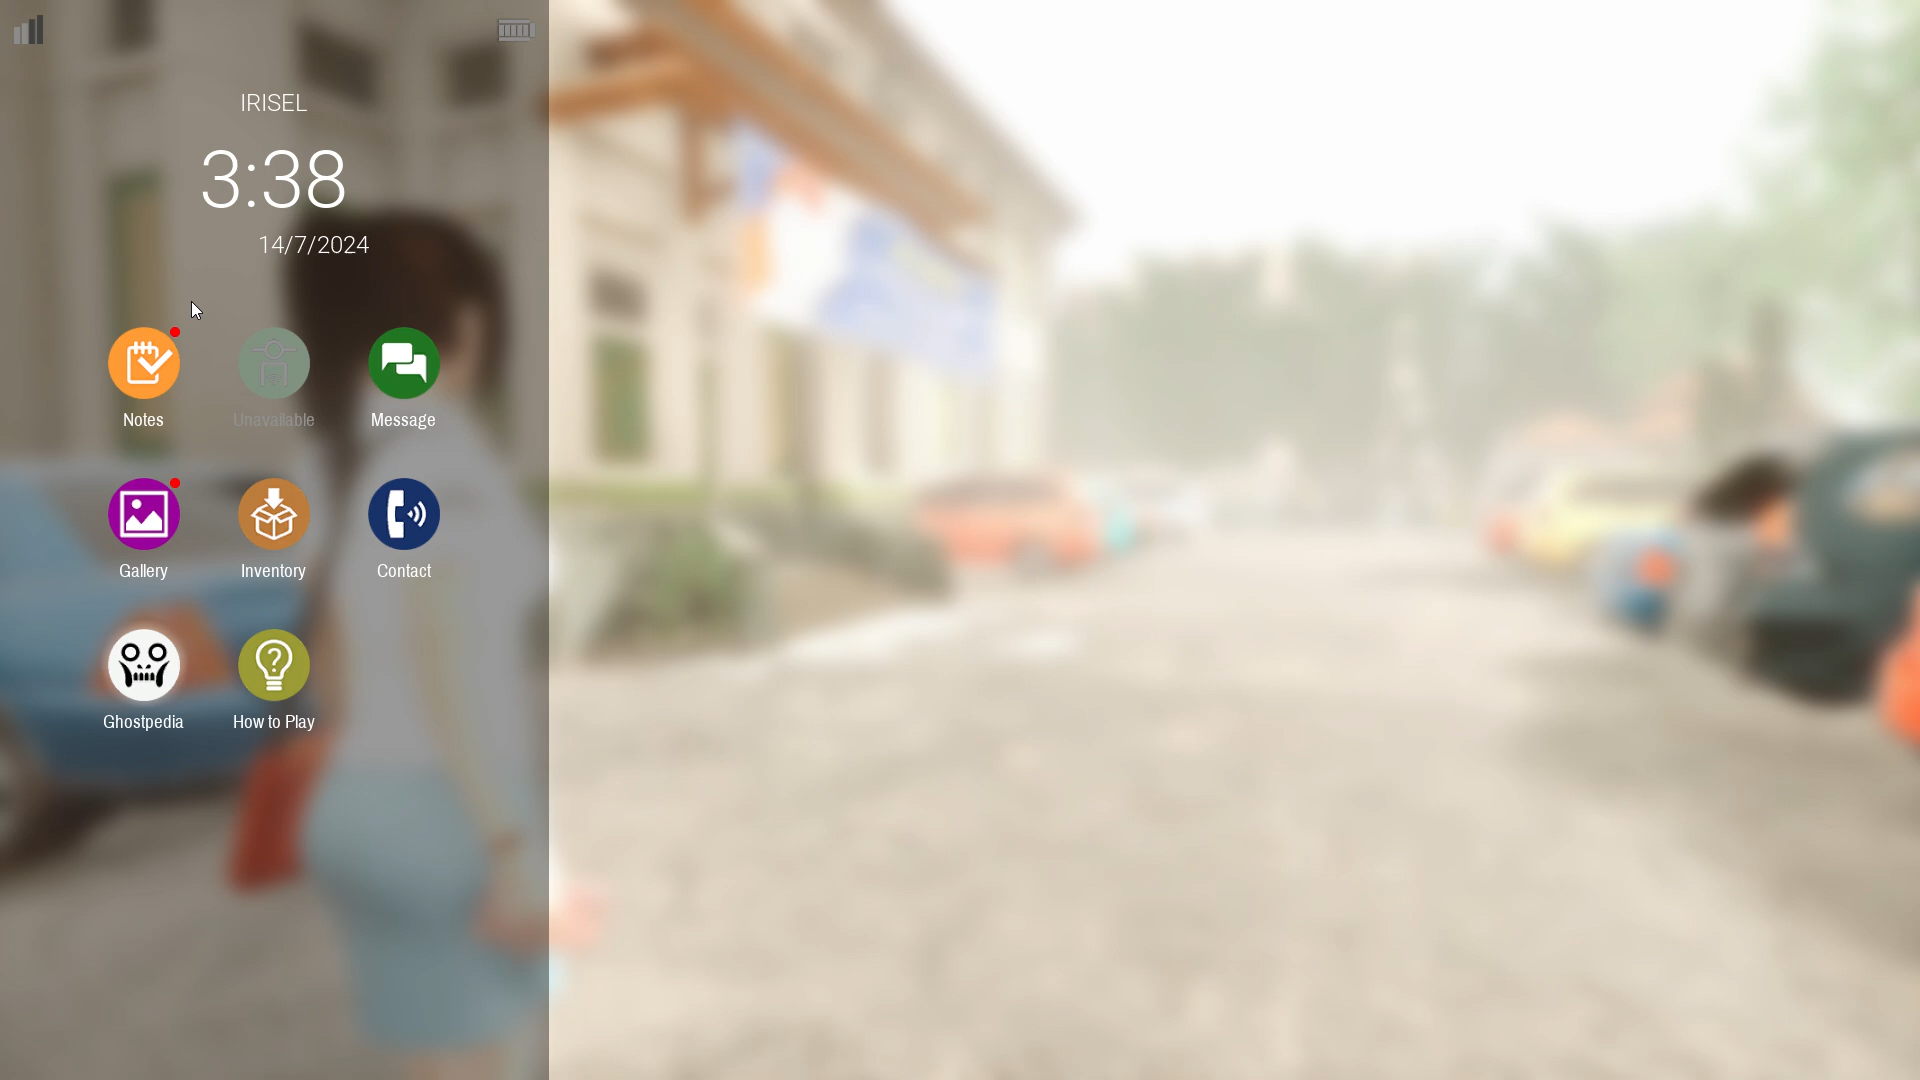 IRISEL
3:38
14/7/2024
Notes
Unavailable
Message
Gallery
Inventory
Contact
Ghostpedia
How to Play